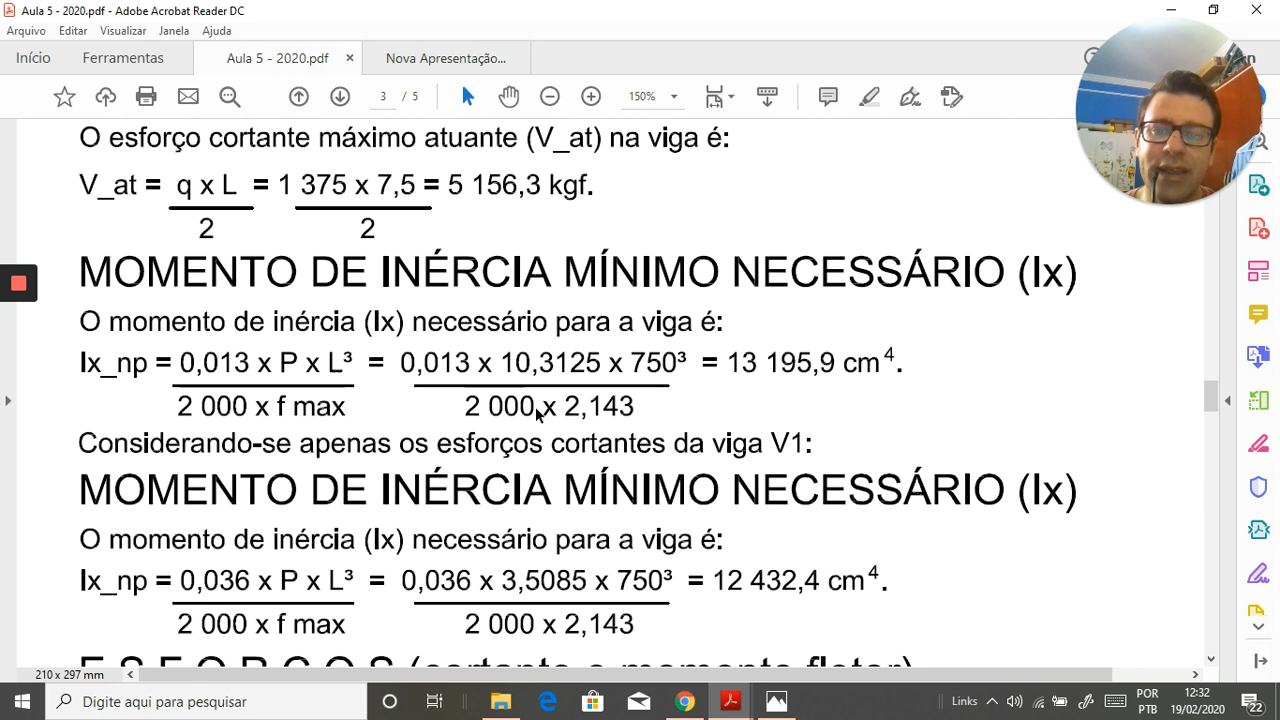 Aula 5 - 2020.pdf - Adobe Acrobat Reader DC
Arquivo Editar Visualizar Janela Ajuda
Início Ferramentas Aula 5 - 2020.pdf × Nova Apresentação...
3 / 5 150%
O esforço cortante máximo atuante (V_at) na viga é:
V_at = q x L = 1 375 x 7,5 = 5 156,3 kgf.
2 2
MOMENTO DE INÉRCIA MÍNIMO NECESSÁRIO (Ix)
O momento de inércia (Ix) necessário para a viga é:
Ix_np = 0,013 x P x L³ = 0,013 x 10,3125 x 750³ = 13 195,9 cm⁴.
2 000 x f max 2 000 x 2,143
Considerando-se apenas os esforços cortantes da viga V1:
MOMENTO DE INÉRCIA MÍNIMO NECESSÁRIO (Ix)
O momento de inércia (Ix) necessário para a viga é:
Ix_np = 0,036 x P x L³ = 0,036 x 3,5085 x 750³ = 12 432,4 cm⁴.
2 000 x f max 2 000 x 2,143
E S F O R Ç O S (cortante e momento fletor)
210 x 297 mm
Digite aqui para pesquisar
Links
POR
PTB
12:32
19/02/2020
22